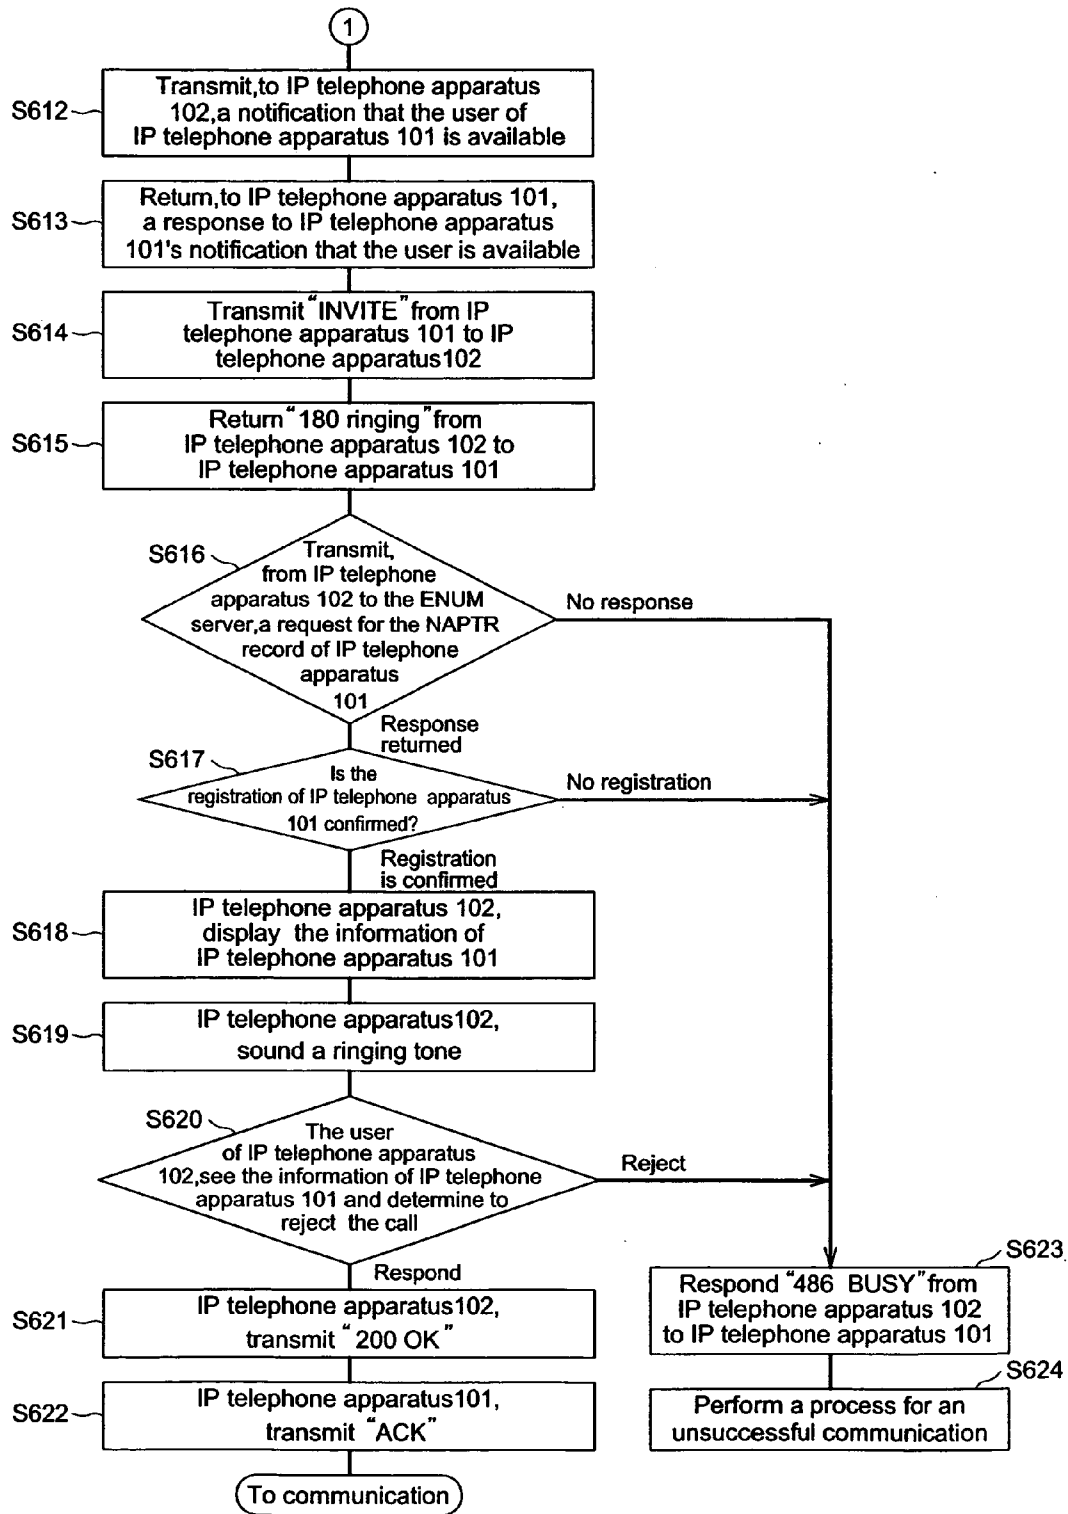 1
S612
Transmit,to IP telephone apparatus
102,a notification that the user of
IP telephone apparatus 101 is available
S613
Return,to IP telephone apparatus 101,
a response to IP telephone apparatus
101's notification that the user is available
S614
Transmit “INVITE” from IP
telephone apparatus 101 to IP
telephone apparatus102
S615
Return “180 ringing” from
IP telephone apparatus 102 to
IP telephone apparatus 101
S616
Transmit,
from IP telephone
apparatus 102 to the ENUM
server,a request for the NAPTR
record of IP telephone
apparatus
101
No response
Response
returned
S617
Is the
registration of IP telephone apparatus
101 confirmed?
No registration
Registration
is confirmed
S618
IP telephone apparatus 102,
display the information of
IP telephone apparatus 101
S619
IP telephone apparatus102,
sound a ringing tone
S620
The user
of IP telephone apparatus
102,see the information of IP telephone
apparatus 101 and determine to
reject the call
Reject
Respond
S621
IP telephone apparatus102,
transmit “200 OK”
S622
IP telephone apparatus101,
transmit “ACK”
To communication
S623
Respond “486 BUSY” from
IP telephone apparatus 102
to IP telephone apparatus 101
S624
Perform a process for an
unsuccessful communication